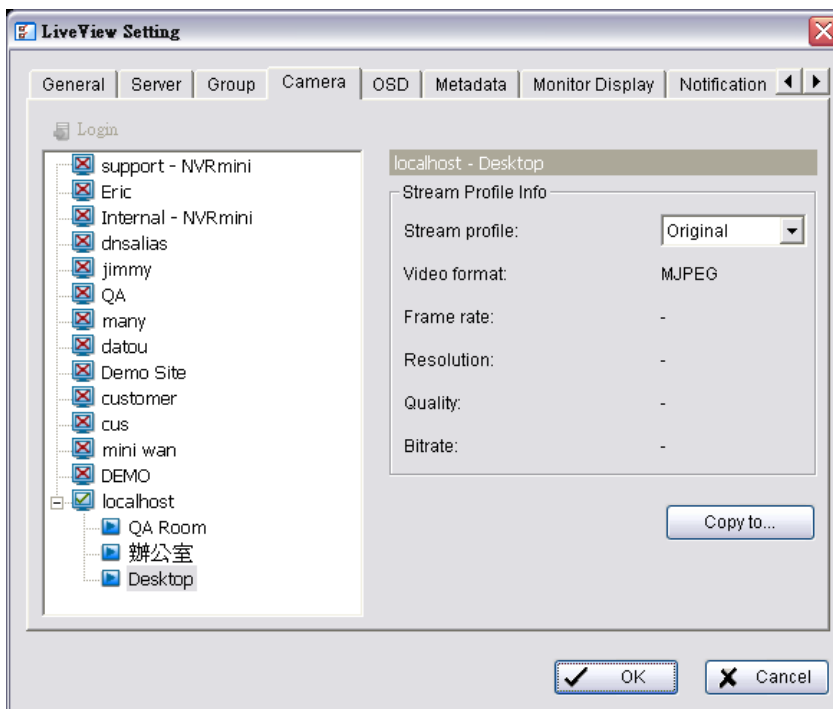 LiveView Setting
General Server Group Camera OSD Metadata Monitor Display Notification
Login
support - NVRmini
Eric
Internal - NVRmini
dnsalias
jimmy
QA
many
datou
Demo Site
customer
cus
mini wan
DEMO
localhost
QA Room
辦公室
Desktop
localhost - Desktop
Stream Profile Info
Stream profile: Original
Video format: MJPEG
Frame rate: -
Resolution: -
Quality: -
Bitrate: -
Copy to...
OK Cancel